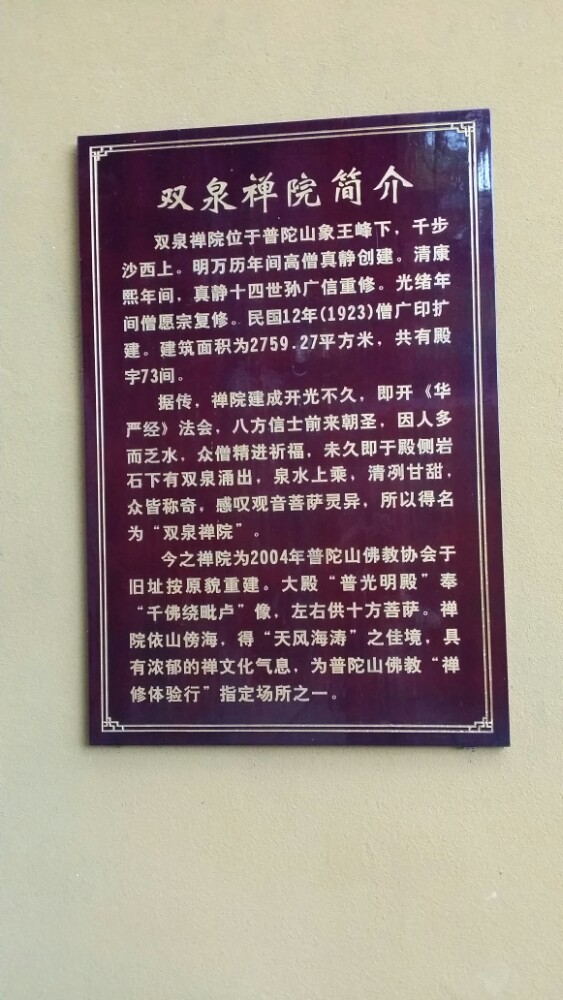 双泉禅院简介
双泉禅院位于普陀山象王峰下，千步
沙西上。明万历年间高僧真静创建。清康
熙年间，真静十四世孙广信重修。光绪年
间僧愿宗复修。民国12年(1923)僧广印扩
建。建筑面积为2759.27平方米，共有殿
宇73间。
据传，禅院建成开光不久，即开《华
严经》法会，八方信士前来朝圣，因人多
而乏水，众僧精进祈福，未久即于殿侧岩
石下有双泉涌出，泉水上乘，清冽甘甜，
众皆称奇，感叹观音菩萨灵异，所以得名
为“双泉禅院”。
今之禅院为2004年普陀山佛教协会于
旧址按原貌重建。大殿“普光明殿”奉
“千佛绕毗卢”像，左右供十方菩萨。禅
院依山傍海，得“天风海涛”之佳境，具
有浓郁的禅文化气息，为普陀山佛教“禅
修体验行”指定场所之一。